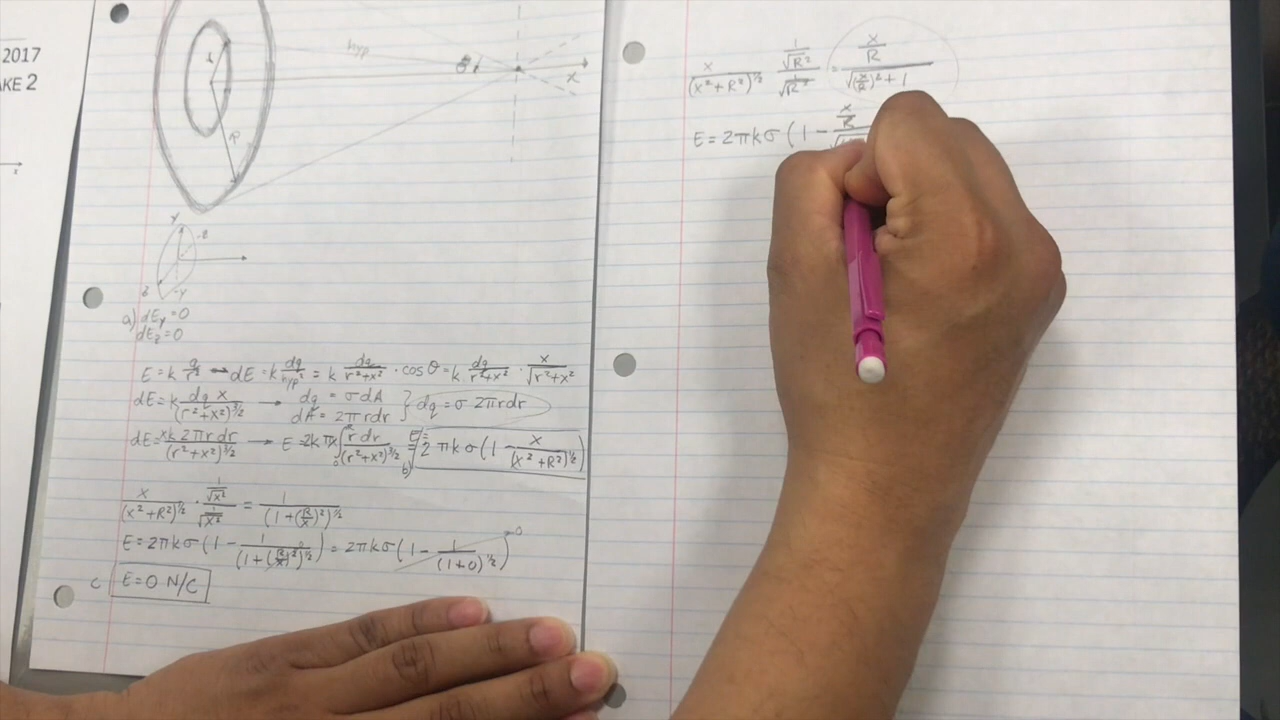 2017
AKE 2
hyp
θ
x
R
y
a) dEy = 0
dEz = 0
E = k q/r² → dE = k dq/hyp² = k dq/(r²+x²) · cos θ = k dq/(r²+x²) · x/√(r²+x²)
dE = k dq x/(r²+x²)^(3/2) → dq = σ dA
dA = 2π r dr } dq = σ 2π r dr
dE = xk 2π r dr/(r²+x²)^(3/2) → E = 2kπx ∫ r dr/(r²+x²)^(3/2)
b) E = 2πkσ(1 - x/(x²+R²)^(1/2))
x/(x²+R²)^(1/2) · (1/√x²)/(1/√x²) = 1/(1+(R/x)²)^(1/2)
E = 2πkσ(1 - 1/(1+(R/x)²)^(1/2)) = 2πkσ(1 - 1/(1+0)^(1/2)) → 0
c E = 0 N/C
x/(x²+R²)^(1/2) (1/√R²)/(1/√R²) = (x/R)/√((x/R)²+1)
E = 2πkσ(1 - x/R